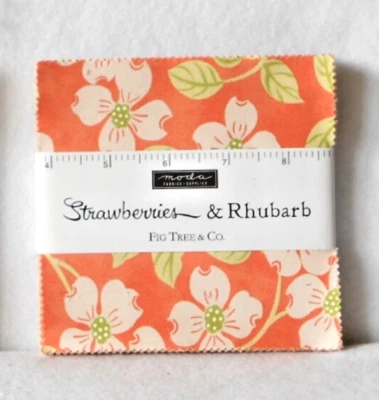 4 5 6 7 8
moda
FABRICS + SUPPLIES
Strawberries & Rhubarb
FIG TREE & CO.